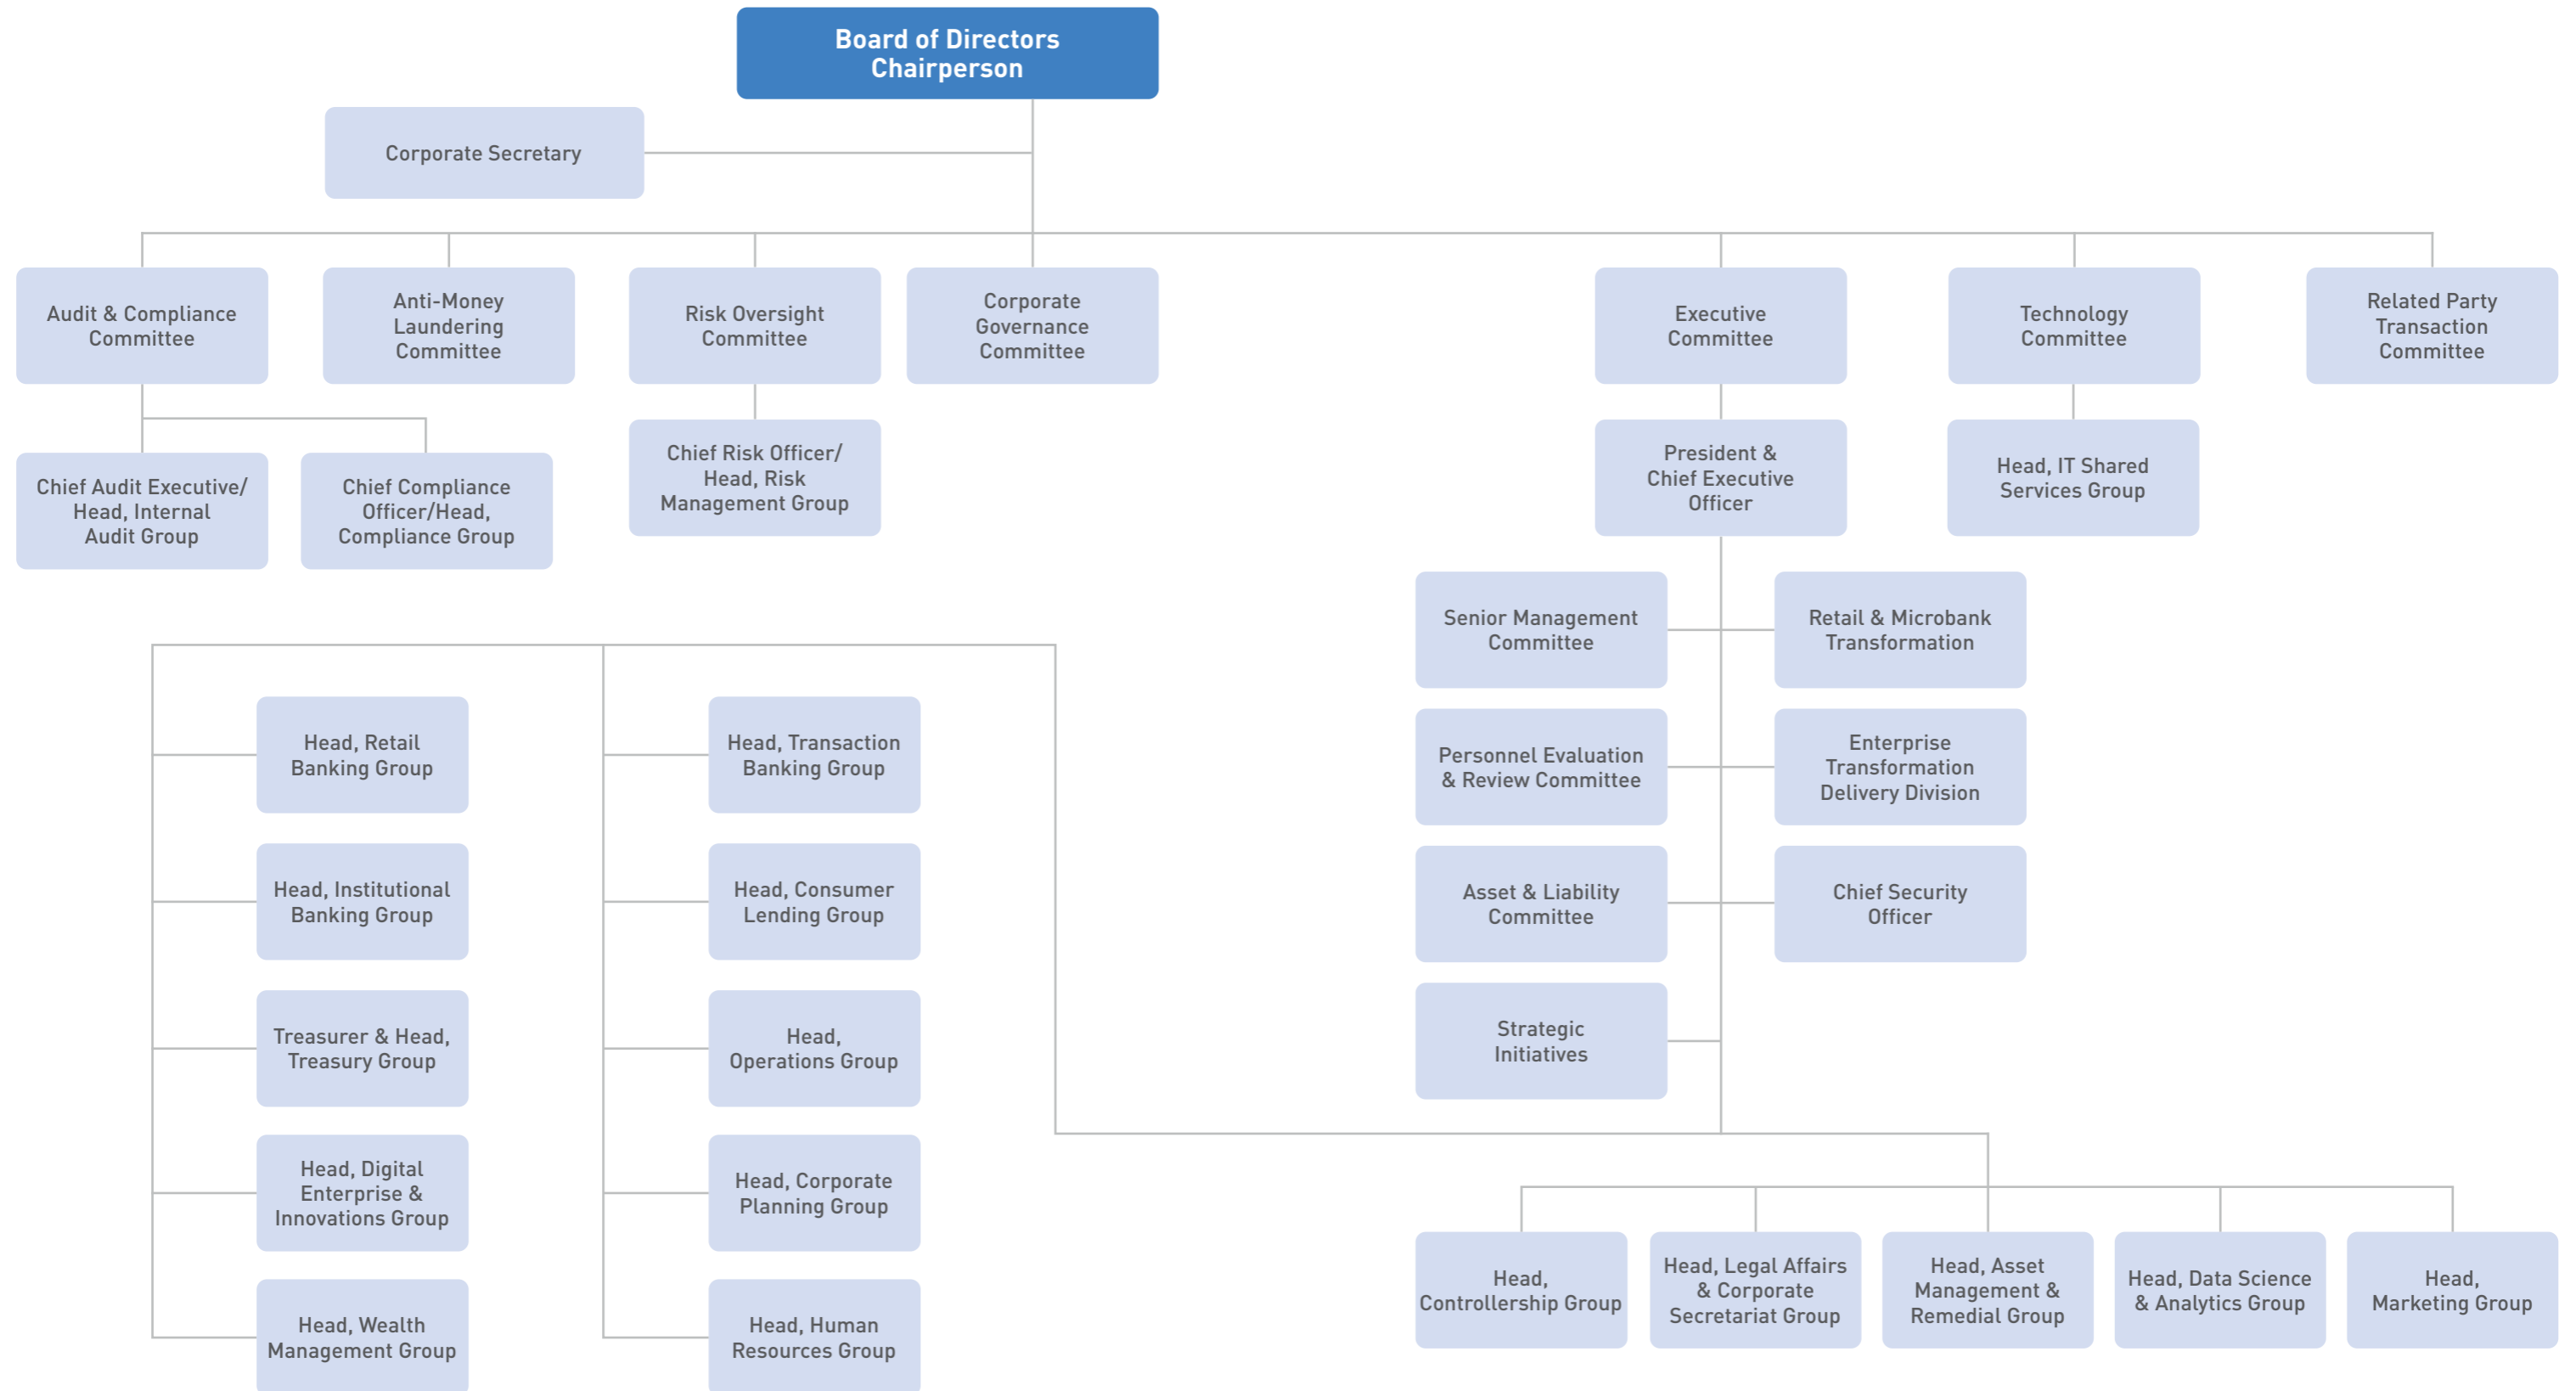 Board of Directors
Chairperson
Corporate Secretary
Audit & Compliance
Committee
Anti-Money
Laundering
Committee
Risk Oversight
Committee
Corporate
Governance
Committee
Executive
Committee
Technology
Committee
Related Party
Transaction
Committee
Chief Audit Executive/
Head, Internal
Audit Group
Chief Compliance
Officer/Head,
Compliance Group
Chief Risk Officer/
Head, Risk
Management Group
President &
Chief Executive
Officer
Head, IT Shared
Services Group
Senior Management
Committee
Retail & Microbank
Transformation
Personnel Evaluation
& Review Committee
Enterprise
Transformation
Delivery Division
Asset & Liability
Committee
Chief Security
Officer
Strategic
Initiatives
Head, Retail
Banking Group
Head, Transaction
Banking Group
Head, Institutional
Banking Group
Head, Consumer
Lending Group
Treasurer & Head,
Treasury Group
Head,
Operations Group
Head, Digital
Enterprise &
Innovations Group
Head, Corporate
Planning Group
Head, Wealth
Management Group
Head, Human
Resources Group
Head,
Controllership Group
Head, Legal Affairs
& Corporate
Secretariat Group
Head, Asset
Management &
Remedial Group
Head, Data Science
& Analytics Group
Head,
Marketing Group